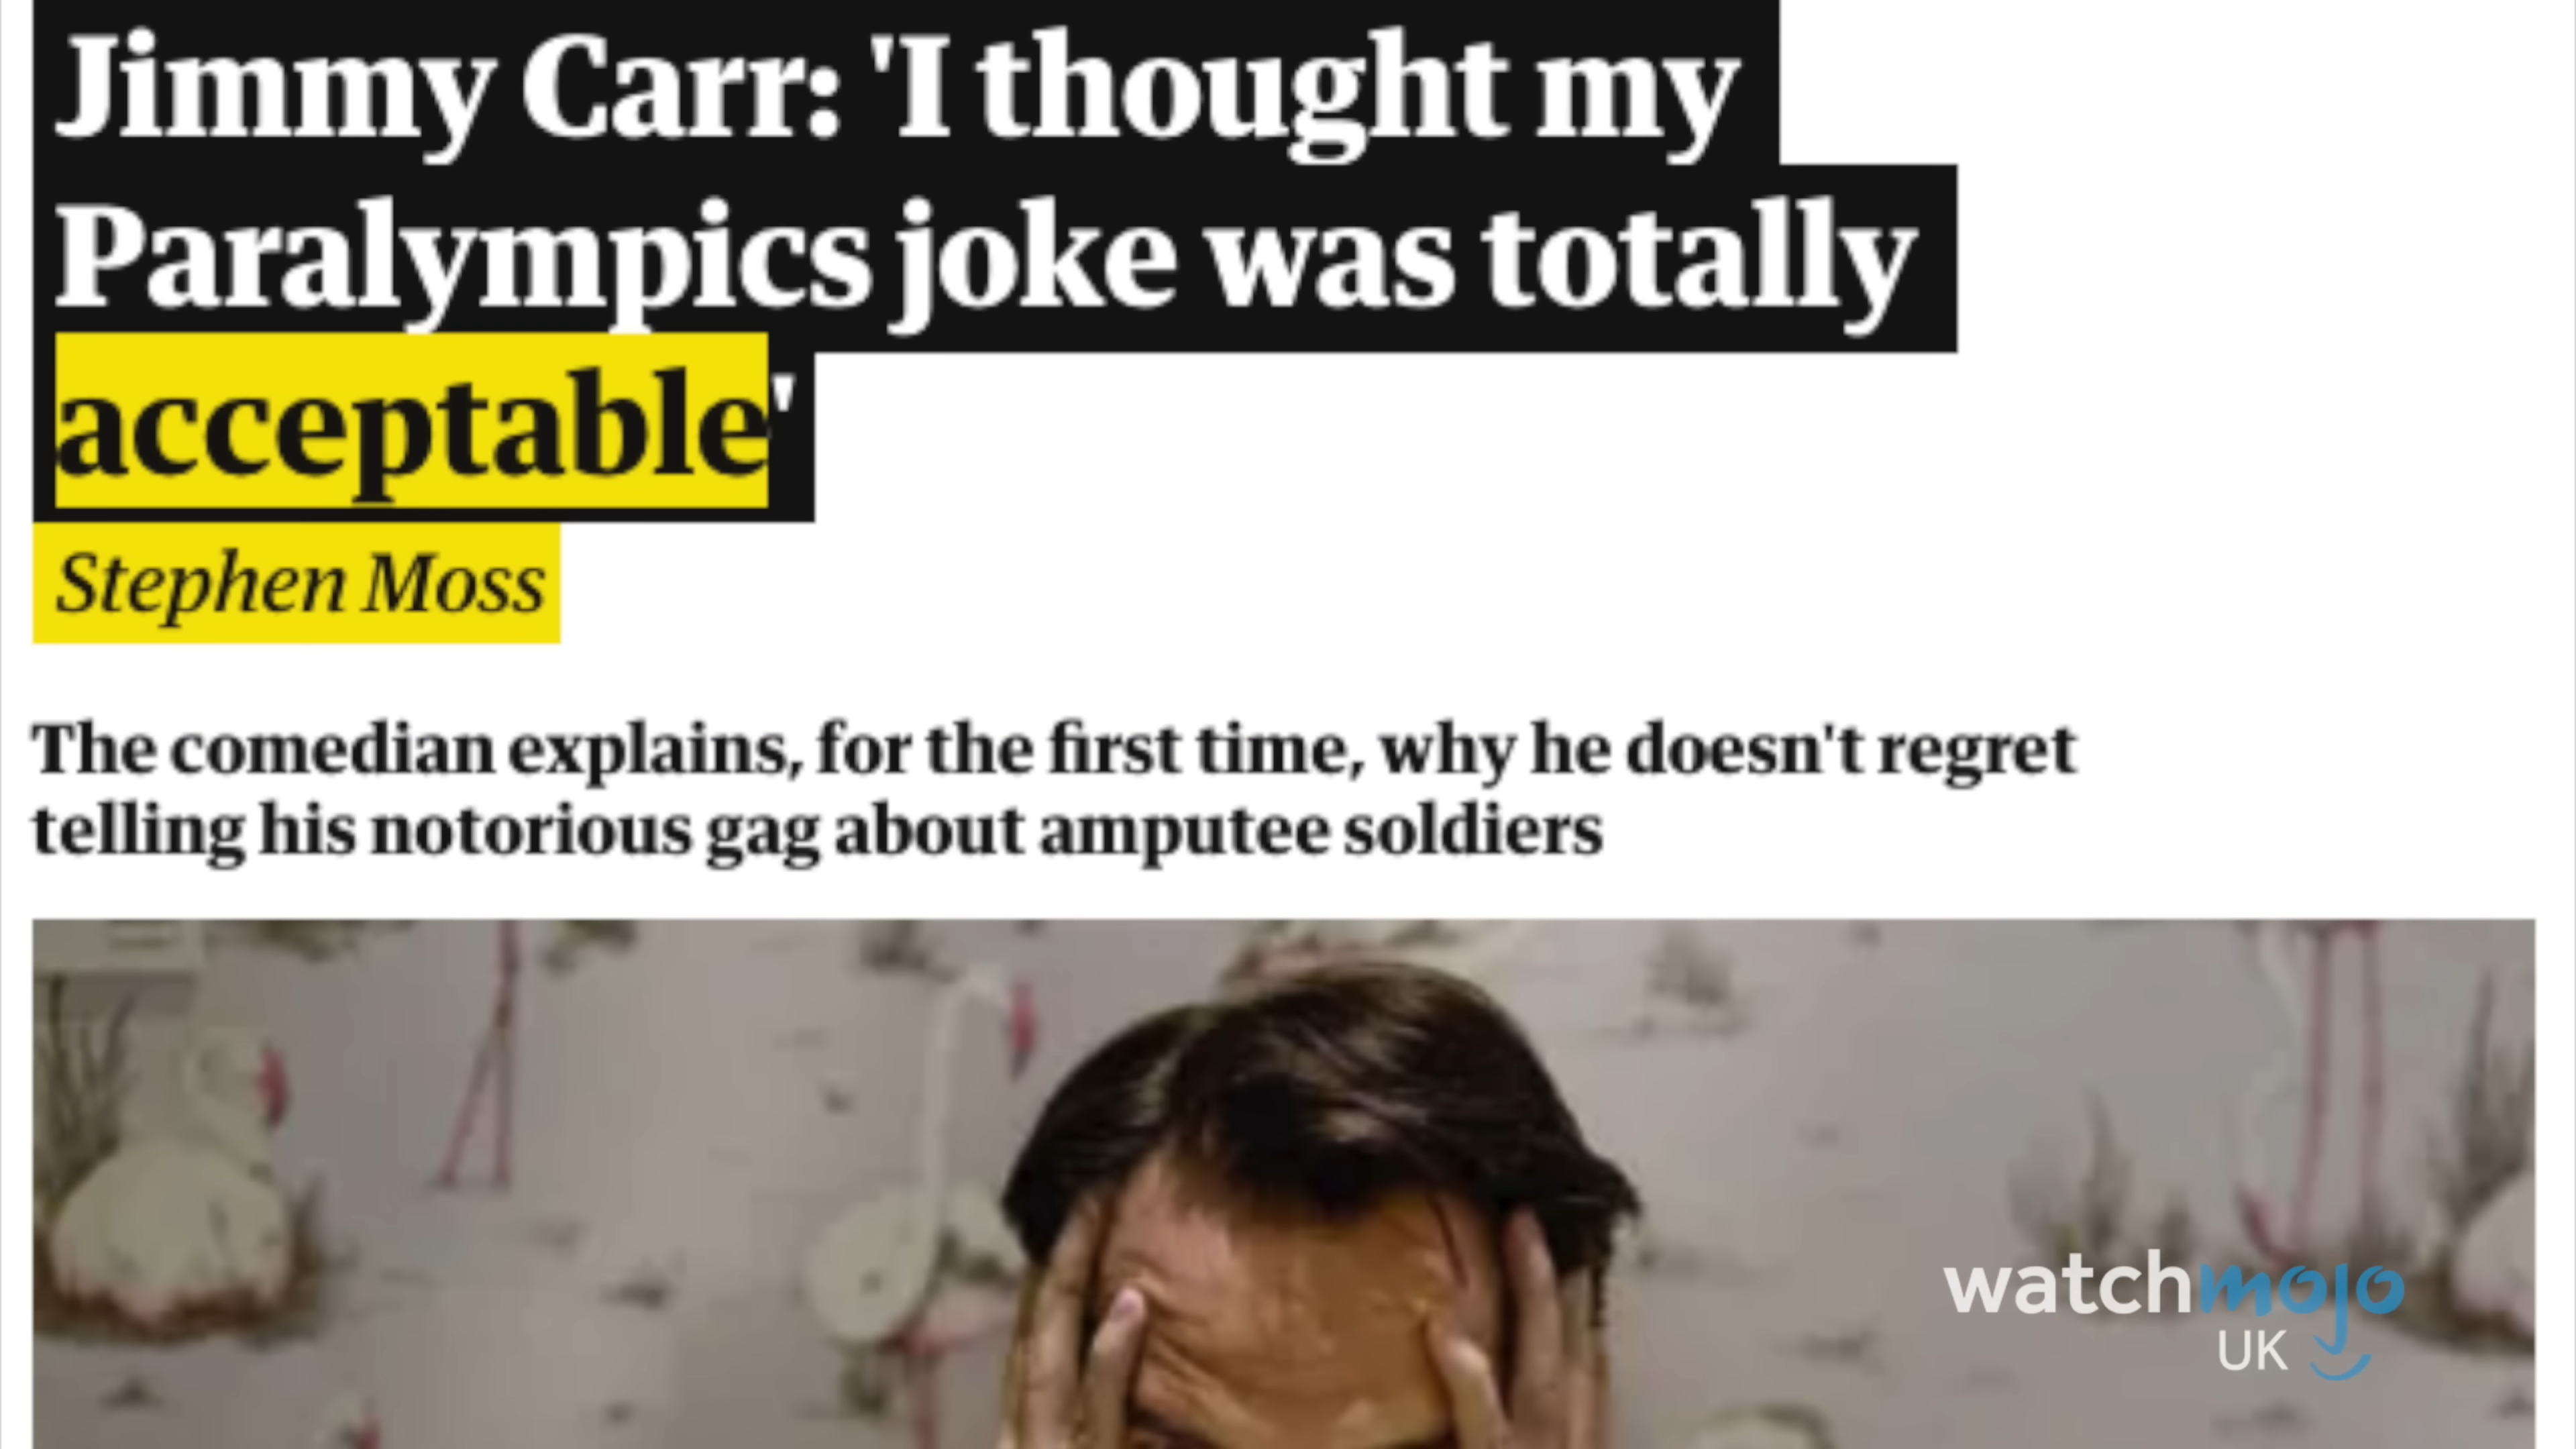 Jimmy Carr: 'I thought my
Paralympics joke was totally
acceptable'
Stephen Moss
The comedian explains, for the first time, why he doesn't regret
telling his notorious gag about amputee soldiers
watchmojo
UK